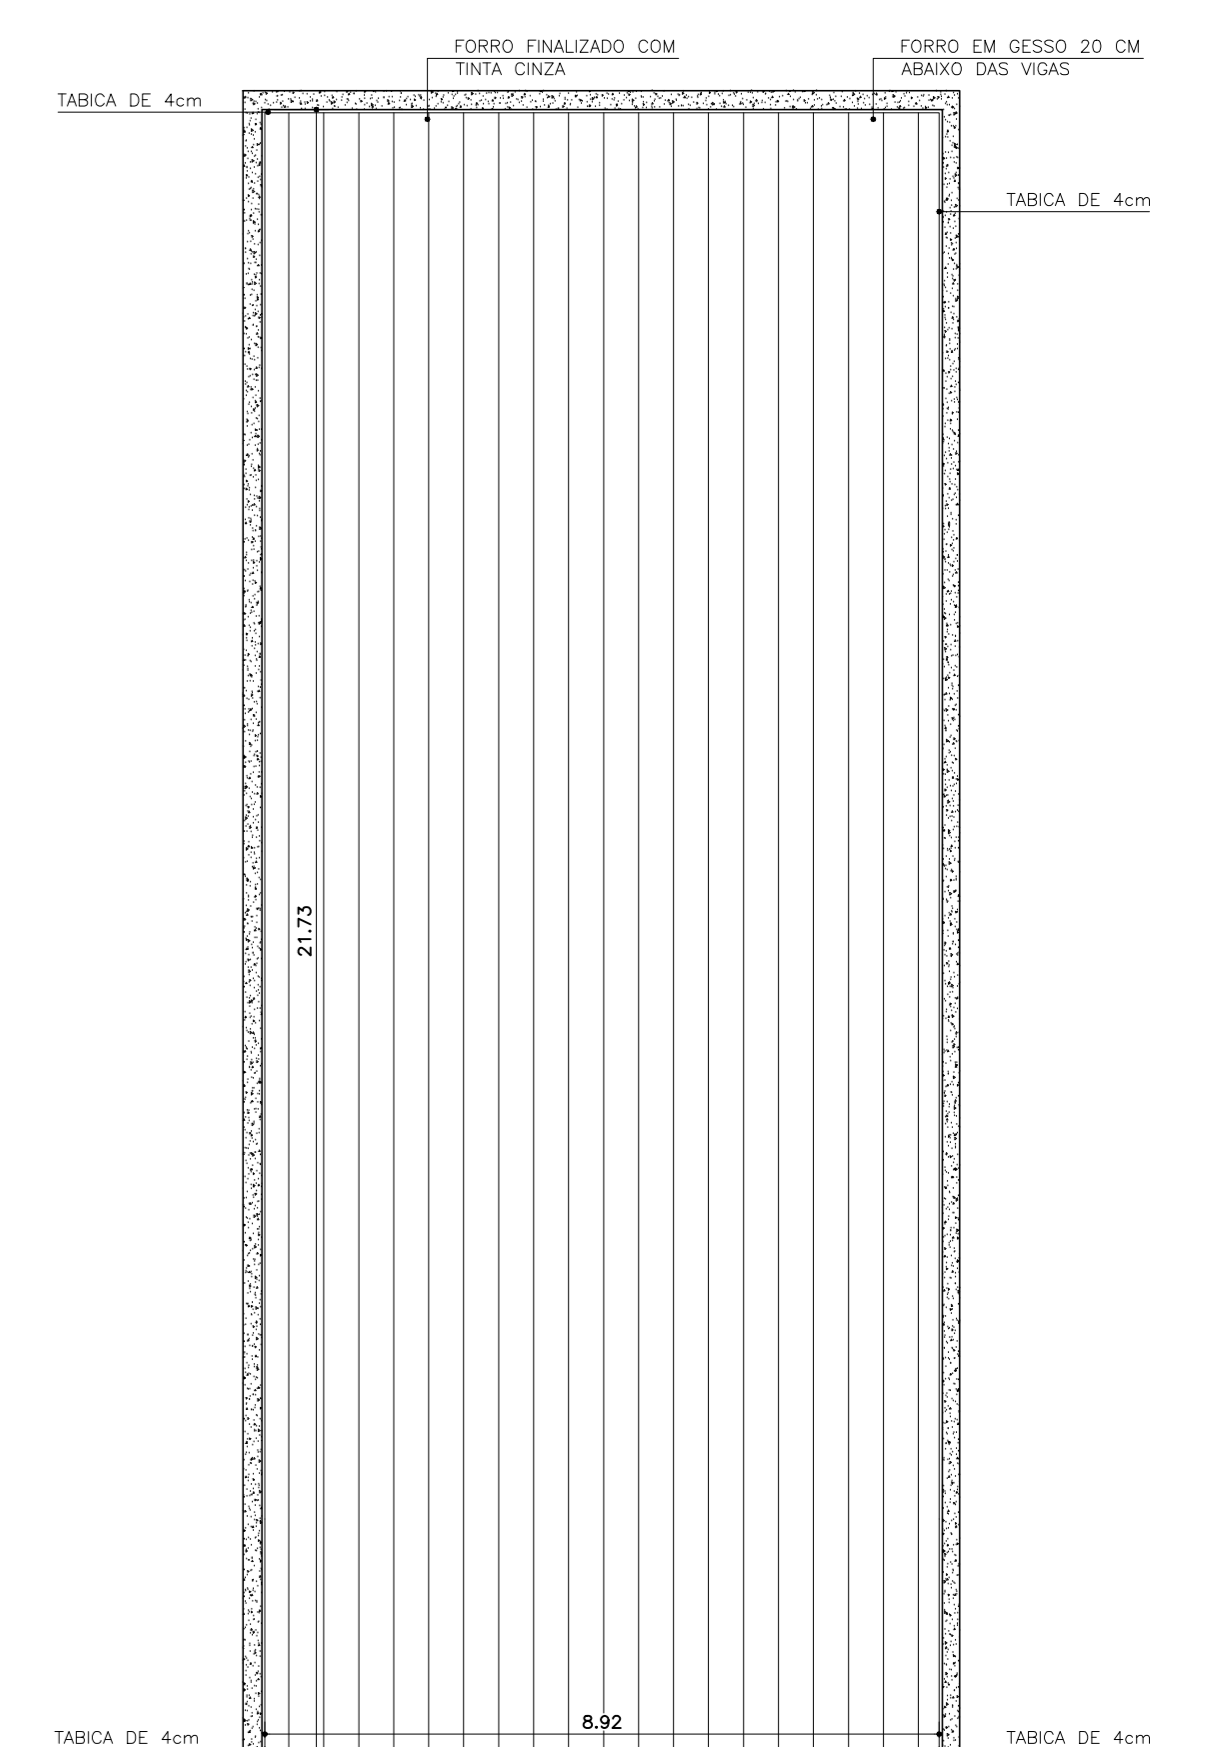 FORRO FINALIZADO COM
TINTA CINZA
FORRO EM GESSO 20 CM
ABAIXO DAS VIGAS
TABICA DE 4cm
TABICA DE 4cm
21.73
8.92
TABICA DE 4cm
TABICA DE 4cm